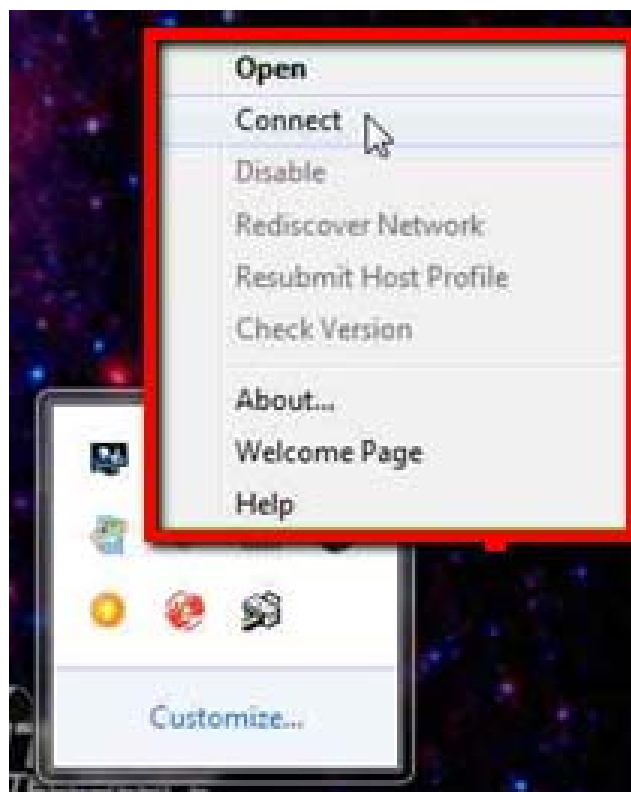 Open
Connect
Disable
Rediscover Network
Resubmit Host Profile
Check Version
About...
Welcome Page
Help
Customize...